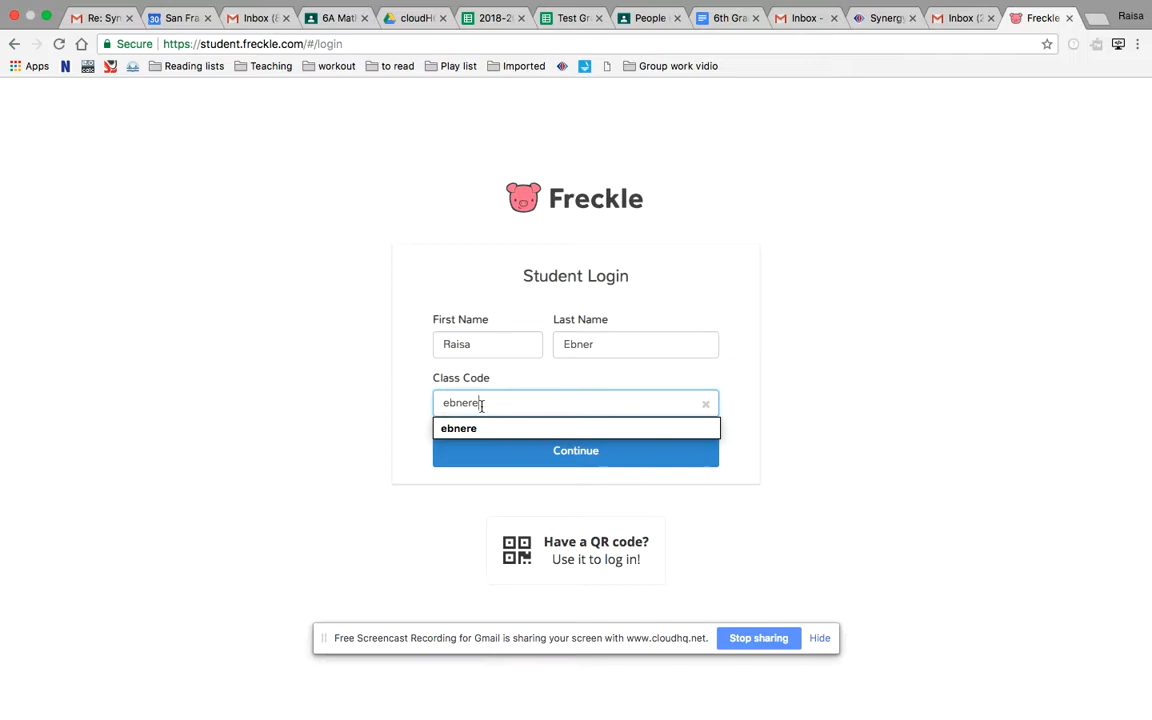 Re: Syn
San Fra
Inbox (8
6A Mat
cloudH
2018-2
Test Gr
People
6th Gra
Inbox -
Synergy
Inbox (2
Freckle
Raisa
Secure
https://student.freckle.com/#/login
Apps
Reading lists
Teaching
workout
to read
Play list
Imported
Group work vidio
Freckle
Student Login
First Name
Last Name
Raisa
Ebner
Class Code
ebnere
ebnere
Continue
Have a QR code?
Use it to log in!
Free Screencast Recording for Gmail is sharing your screen with www.cloudhq.net.
Stop sharing
Hide